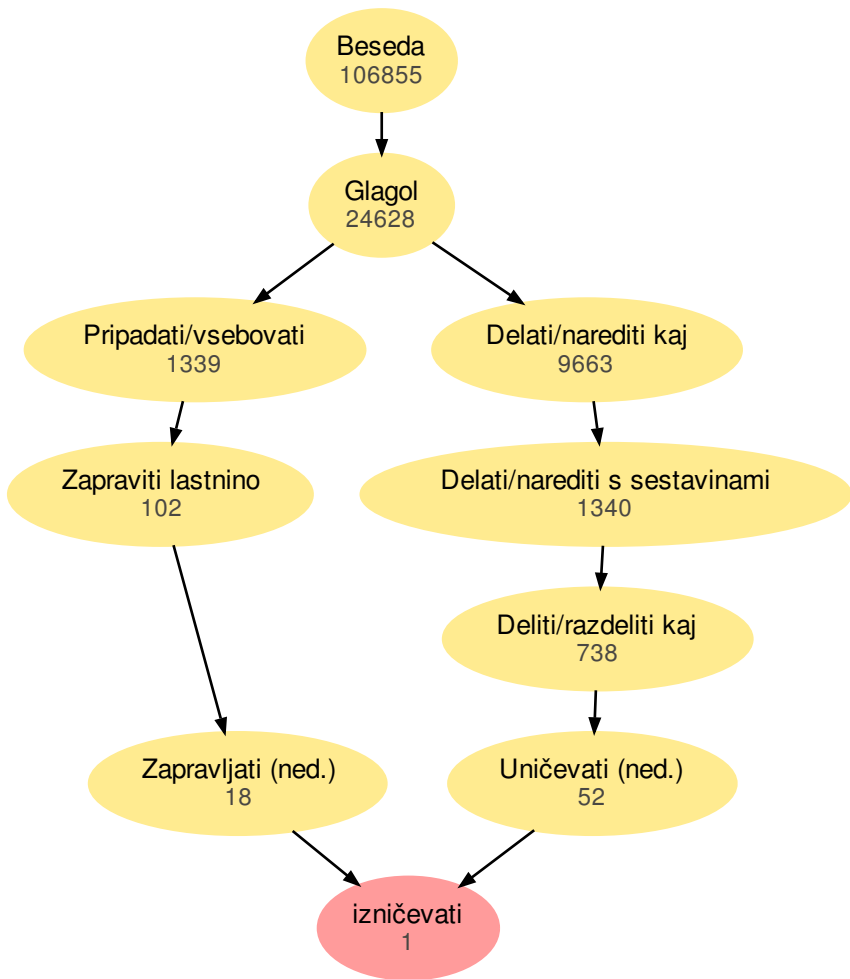 Beseda
106855
Glagol
24628
Pripadati/vsebovati
1339
Delati/narediti kaj
9663
Zapraviti lastnino
102
Delati/narediti s sestavinami
1340
Deliti/razdeliti kaj
738
Zapravljati (ned.)
18
Uničevati (ned.)
52
izničevati
1